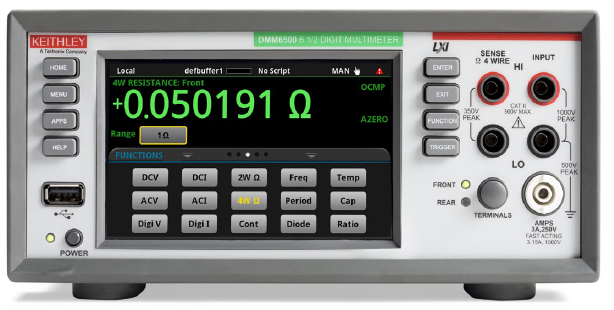 KEITHLEY
A Tektronix Company
DMM6500 6 1/2 DIGIT MULTIMETER
LXI
HOME
MENU
APPS
HELP
POWER
Local defbuffer1 No Script MAN
4W RESISTANCE: Front
OCMP
+0.050191 Ω
AZERO
Range 1Ω
FUNCTIONS
DCV DCI 2W Ω Freq Temp
ACV ACI 4W Ω Period Cap
Digi V Digi I Cont Diode Ratio
ENTER
EXIT
FUNCTION
TRIGGER
SENSE
Ω 4 WIRE
INPUT
HI
350V
PEAK
CAT II
300V MAX
1000V
PEAK
LO
500V
PEAK
FRONT
REAR
TERMINALS
AMPS
3A,250V
FAST ACTING
3.15A, 1000V